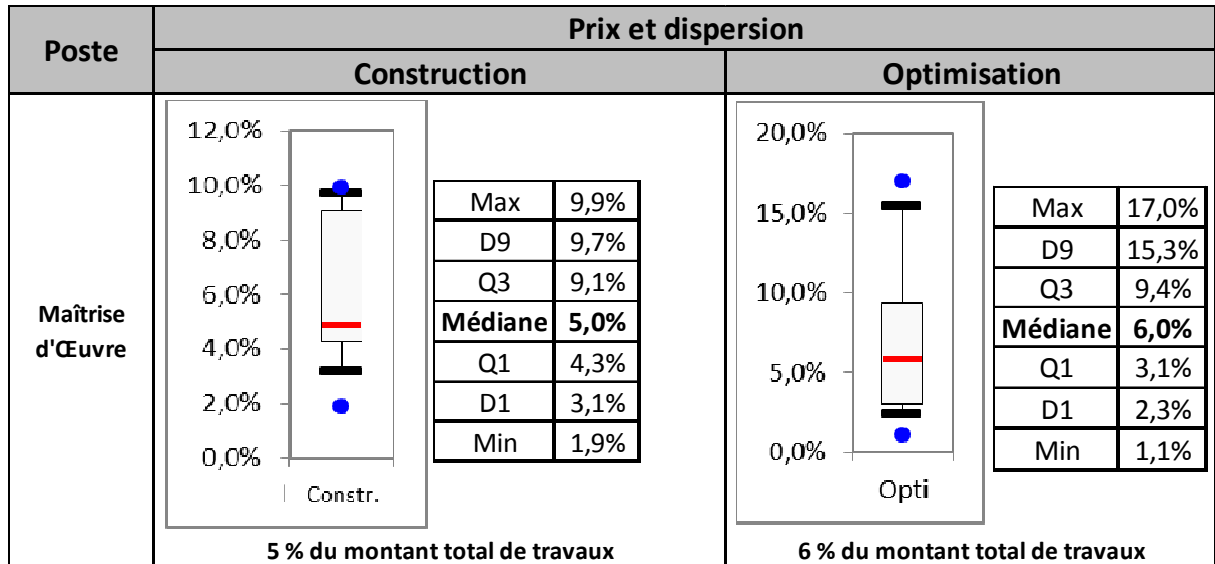 Poste
Prix et dispersion
Construction
Optimisation
Maîtrise
d'Œuvre
12,0%
10,0%
8,0%
6,0%
4,0%
2,0%
0,0%
Constr.
Max 9,9%
D9 9,7%
Q3 9,1%
Médiane 5,0%
Q1 4,3%
D1 3,1%
Min 1,9%
5 % du montant total de travaux
20,0%
15,0%
10,0%
5,0%
0,0%
Opti
Max 17,0%
D9 15,3%
Q3 9,4%
Médiane 6,0%
Q1 3,1%
D1 2,3%
Min 1,1%
6 % du montant total de travaux